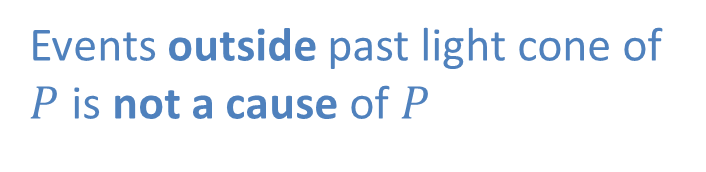 Events outside past light cone of
P is not a cause of P